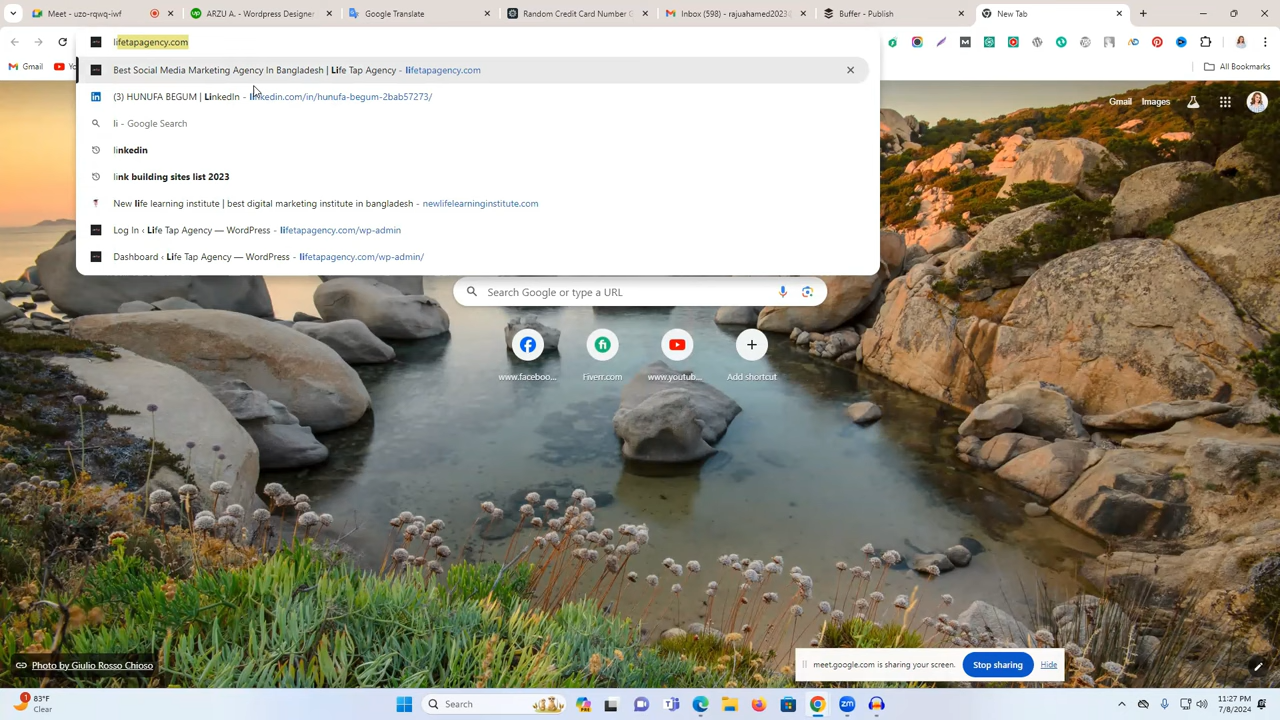 Meet - uzo-rqwq-iwf
ARZU A. - Wordpress Designer
Google Translate
Random Credit Card Number G
Inbox (598) - rajuahamed2023@
Buffer - Publish
New Tab
lifetapagency.com
Gmail
All Bookmarks
Best Social Media Marketing Agency In Bangladesh | Life Tap Agency - lifetapagency.com
(3) HUNUFA BEGUM | LinkedIn - linkedin.com/in/hunufa-begum-2bab57273/
li - Google Search
linkedin
link building sites list 2023
New life learning institute | best digital marketing institute in bangladesh - newlifelearninginstitute.com
Log In ‹ Life Tap Agency — WordPress - lifetapagency.com/wp-admin
Dashboard ‹ Life Tap Agency — WordPress - lifetapagency.com/wp-admin/
Gmail Images
Search Google or type a URL
www.faceboo... Fiverr.com www.youtub... Add shortcut
Photo by Giulio Rosso Chioso
meet.google.com is sharing your screen. Stop sharing Hide
83°F
Clear
Search
11:27 PM
7/8/2024